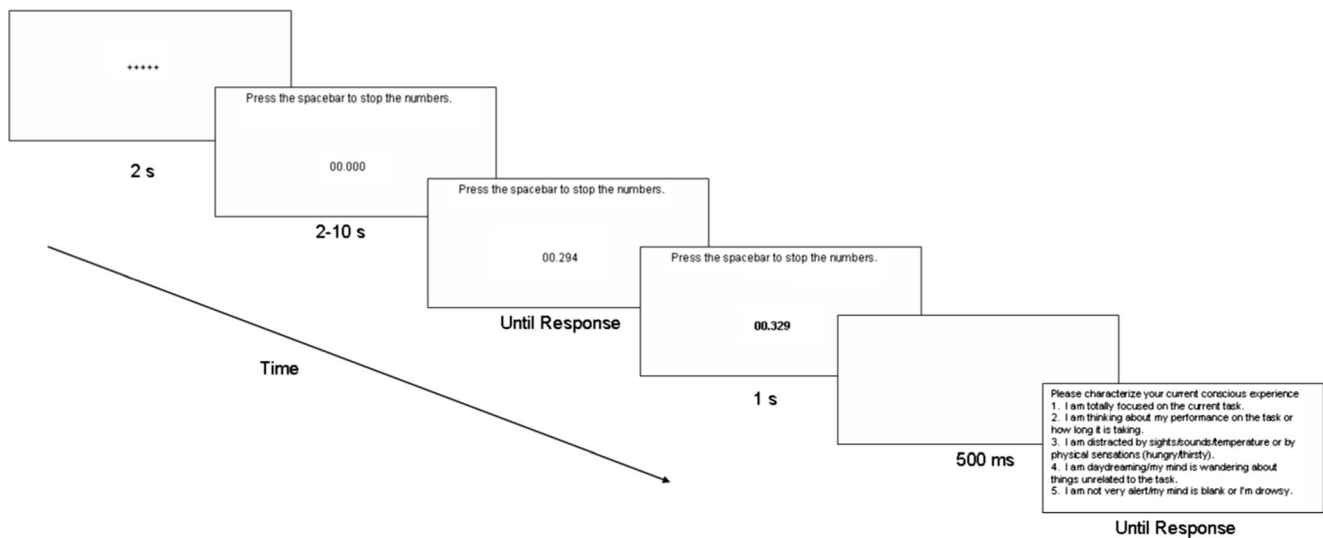 +++++
2 s
Press the spacebar to stop the numbers.
00.000
2-10 s
Press the spacebar to stop the numbers.
00.294
Until Response
Press the spacebar to stop the numbers.
00.329
1 s
500 ms
Please characterize your current conscious experience
1. I am totally focused on the current task.
2. I am thinking about my performance on the task or
how long it is taking.
3. I am distracted by sights/sounds/temperature or by
physical sensations (hungry/thirsty).
4. I am daydreaming/my mind is wandering about
things unrelated to the task.
5. I am not very alert/my mind is blank or I'm drowsy.
Until Response
Time